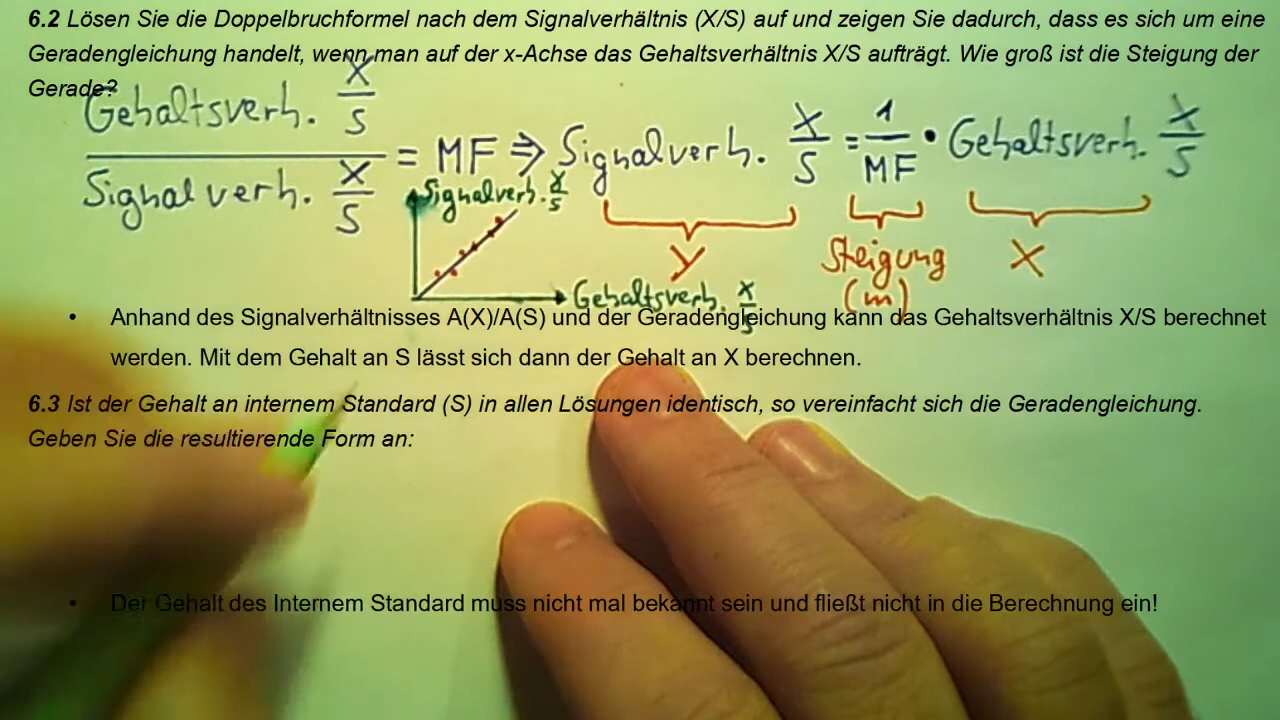 6.2 Lösen Sie die Doppelbruchformel nach dem Signalverhältnis (X/S) auf und zeigen Sie dadurch, dass es sich um eine
Geradengleichung handelt, wenn man auf der x-Achse das Gehaltsverhältnis X/S aufträgt. Wie groß ist die Steigung der
Gerade?
Gehaltsverh. X/S
Signalverh. X/S
= MF ⇒ Signalverh. X/S = 1/MF • Gehaltsverh. X/S
Signalverh. X/S
y
Steigung
(m)
X
Gehaltsverh. X/S
• Anhand des Signalverhältnisses A(X)/A(S) und der Geradengleichung kann das Gehaltsverhältnis X/S berechnet
werden. Mit dem Gehalt an S lässt sich dann der Gehalt an X berechnen.
6.3 Ist der Gehalt an internem Standard (S) in allen Lösungen identisch, so vereinfacht sich die Geradengleichung.
Geben Sie die resultierende Form an:
• Der Gehalt des Internem Standard muss nicht mal bekannt sein und fließt nicht in die Berechnung ein!